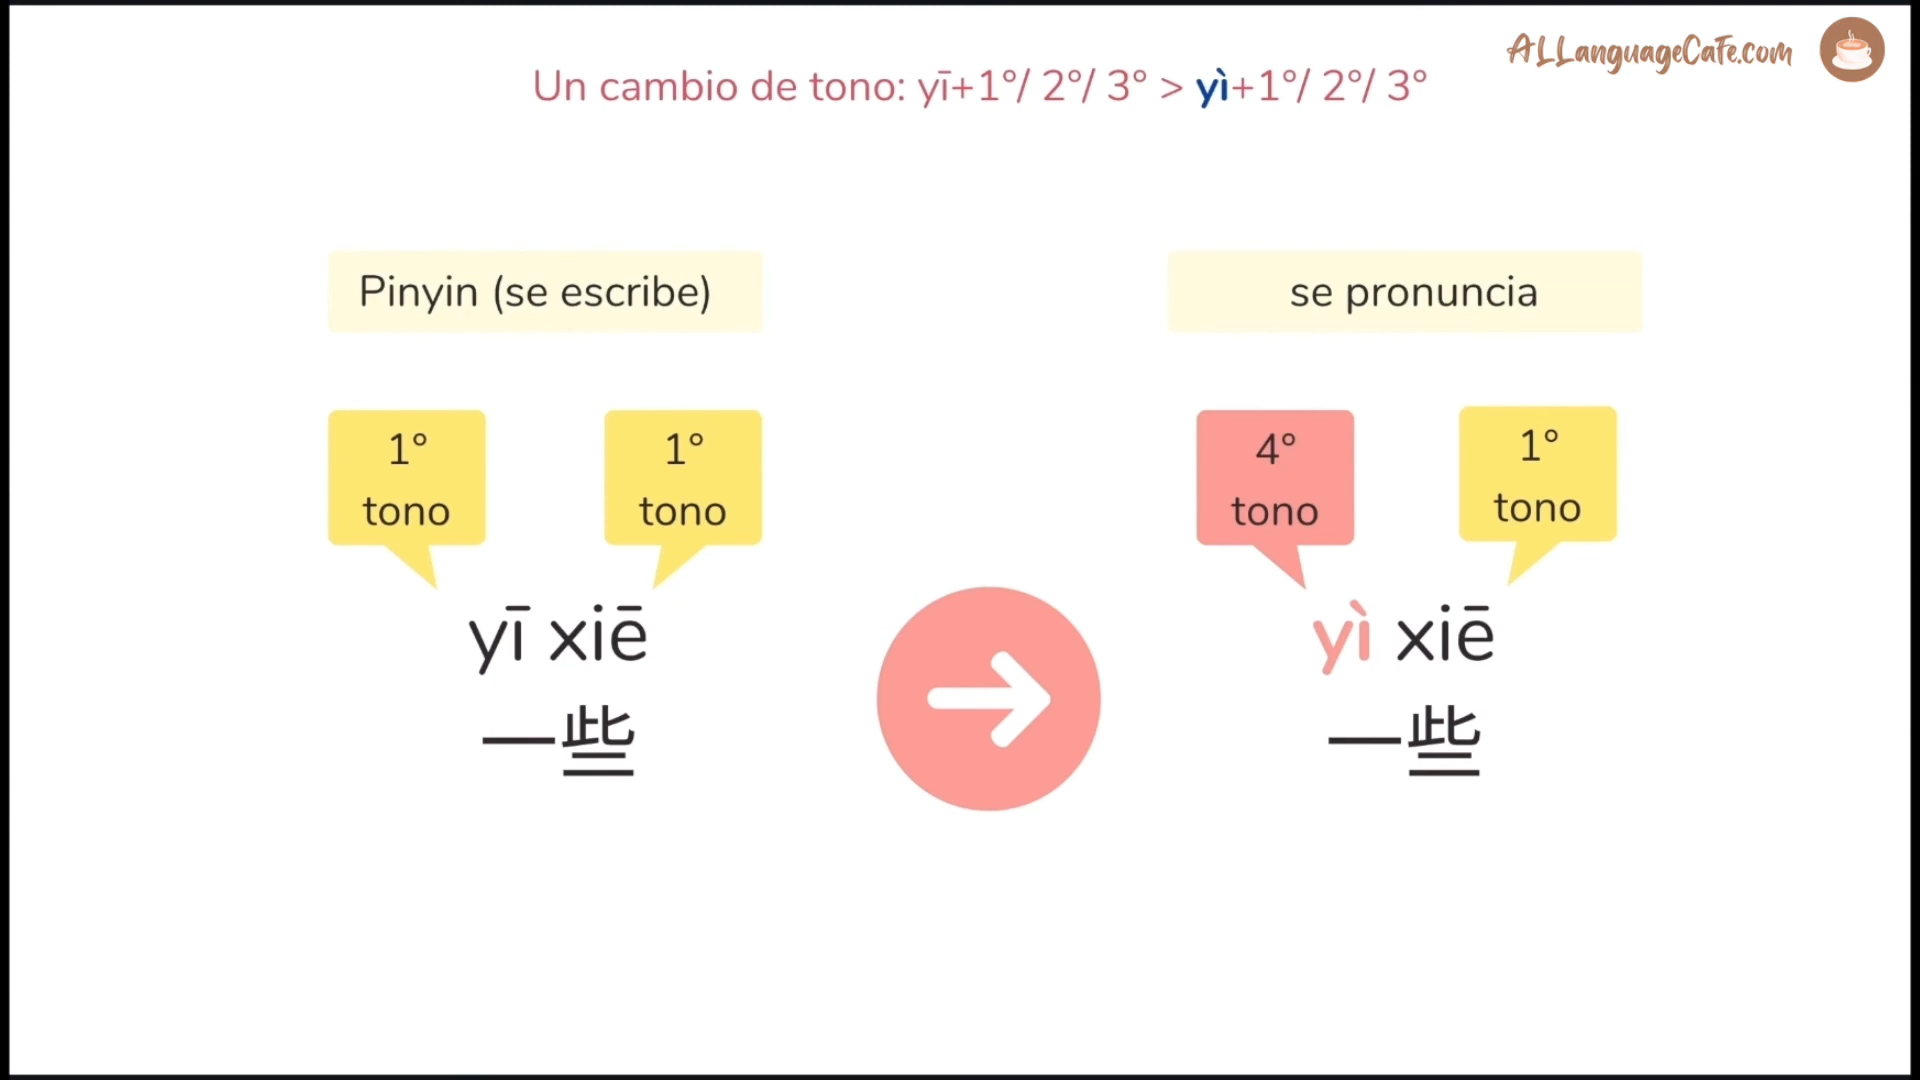 ALLanguageCafe.com
Un cambio de tono: yī+1°/ 2°/ 3° > yì+1°/ 2°/ 3°
Pinyin (se escribe)
se pronuncia
1° tono
1° tono
4° tono
1° tono
yī xiē
yì xiē
一些
一些